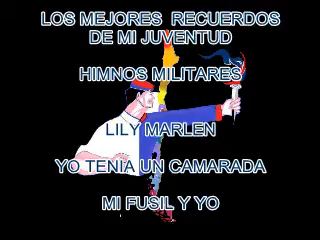 LOS MEJORES RECUERDOS
DE MI JUVENTUD
HIMNOS MILITARES
LILY MARLEN
YO TENIA UN CAMARADA
MI FUSIL Y YO